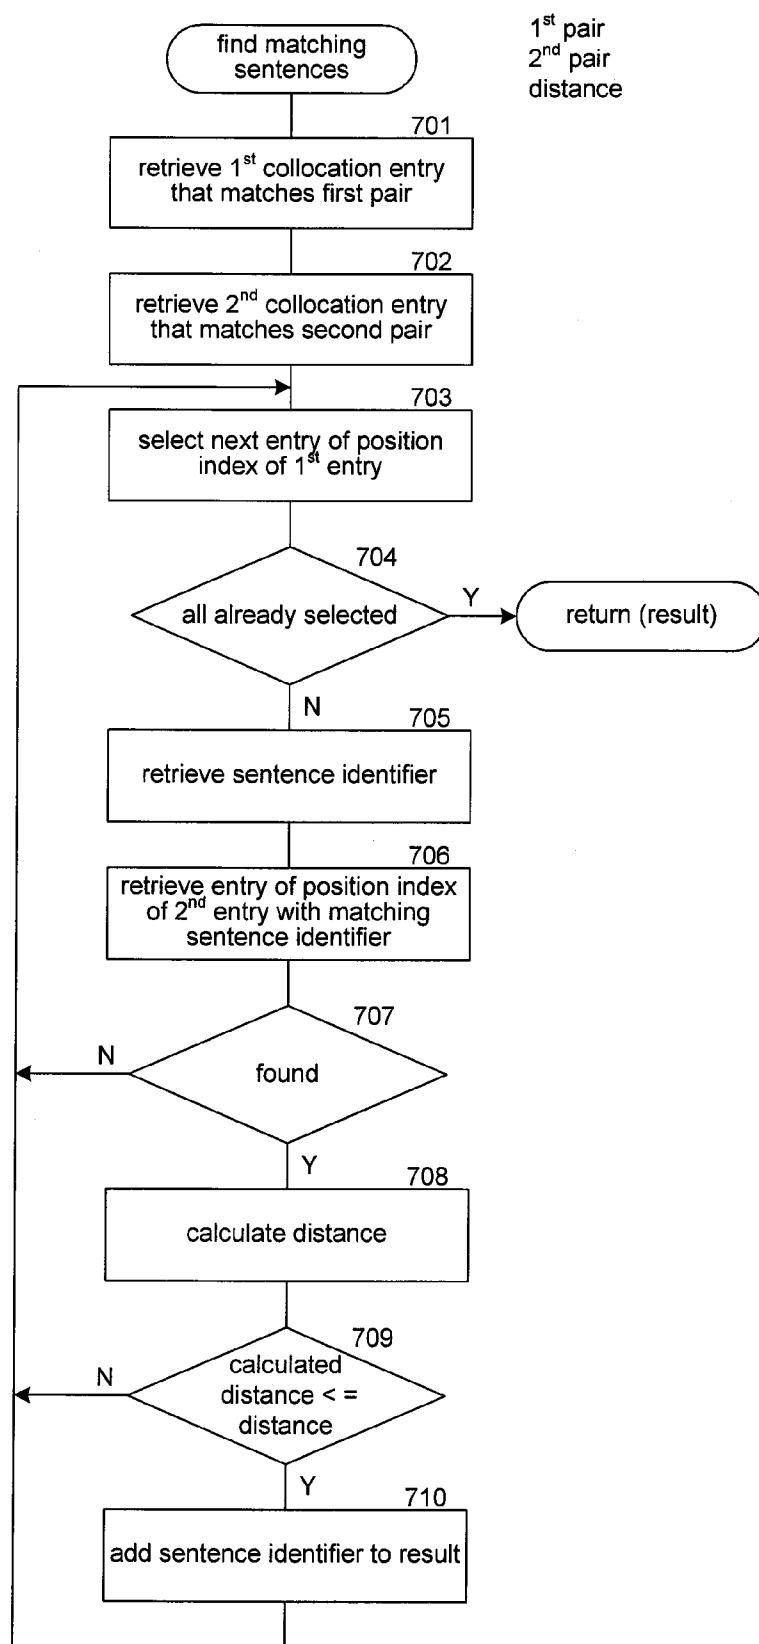 find matching
sentences
1st pair
2nd pair
distance
701
retrieve 1st collocation entry
that matches first pair
702
retrieve 2nd collocation entry
that matches second pair
703
select next entry of position
index of 1st entry
704
all already selected
Y
return (result)
N
705
retrieve sentence identifier
706
retrieve entry of position index
of 2nd entry with matching
sentence identifier
707
N
found
Y
708
calculate distance
709
N
calculated
distance < =
distance
Y
710
add sentence identifier to result